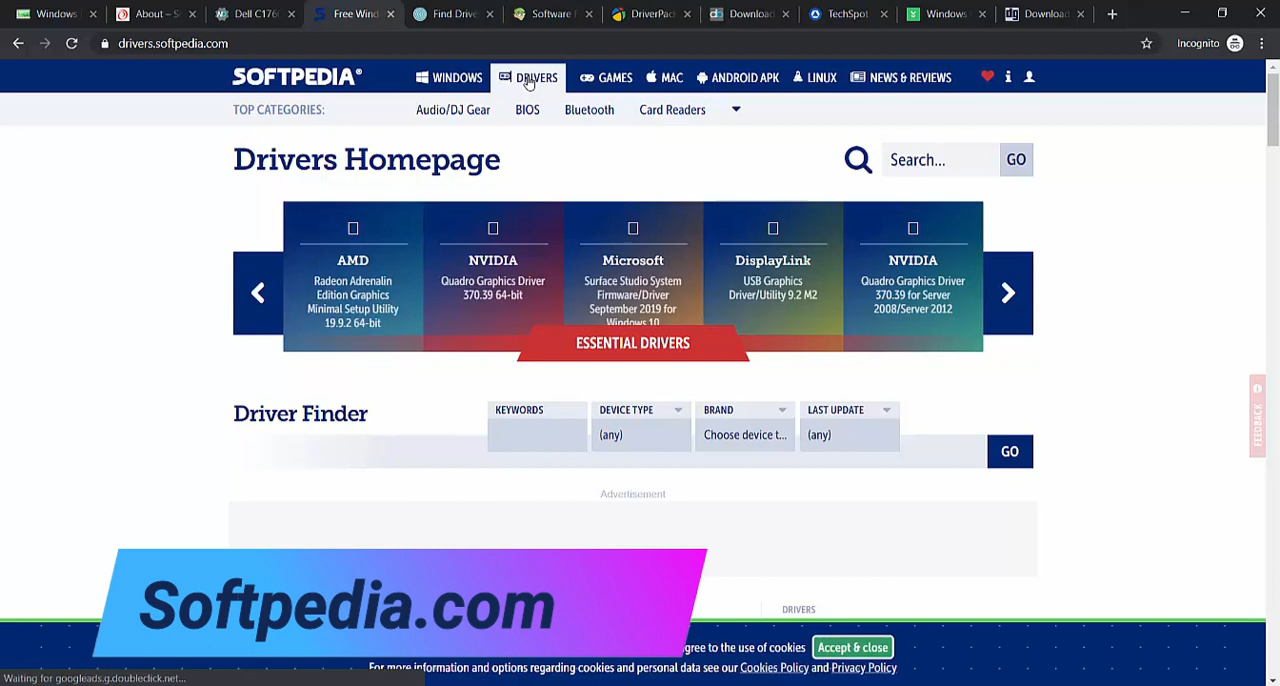 Windows
About – S
Dell C176
Free Wind
Find Drive
Software F
DriverPac
Download
TechSpot
Windows
Download
drivers.softpedia.com
Incognito
SOFTPEDIA®
WINDOWS
DRIVERS
GAMES
MAC
ANDROID APK
LINUX
NEWS & REVIEWS
TOP CATEGORIES:
Audio/DJ Gear
BIOS
Bluetooth
Card Readers
Drivers Homepage
Search...
GO
AMD
Radeon Adrenalin
Edition Graphics
Minimal Setup Utility
19.9.2 64-bit
NVIDIA
Quadro Graphics Driver
370.39 64-bit
Microsoft
Surface Studio System
Firmware/Driver
September 2019 for
Windows 10
DisplayLink
USB Graphics
Driver/Utility 9.2 M2
NVIDIA
Quadro Graphics Driver
370.39 for Server
2008/Server 2012
ESSENTIAL DRIVERS
FEEDBACK
Driver Finder
KEYWORDS
DEVICE TYPE
(any)
BRAND
Choose device t...
LAST UPDATE
(any)
GO
Advertisement
DRIVERS
Softpedia.com
gree to the use of cookies
Accept & close
For more information and options regarding cookies and personal data see our Cookies Policy and Privacy Policy
Waiting for googleads.g.doubleclick.net...